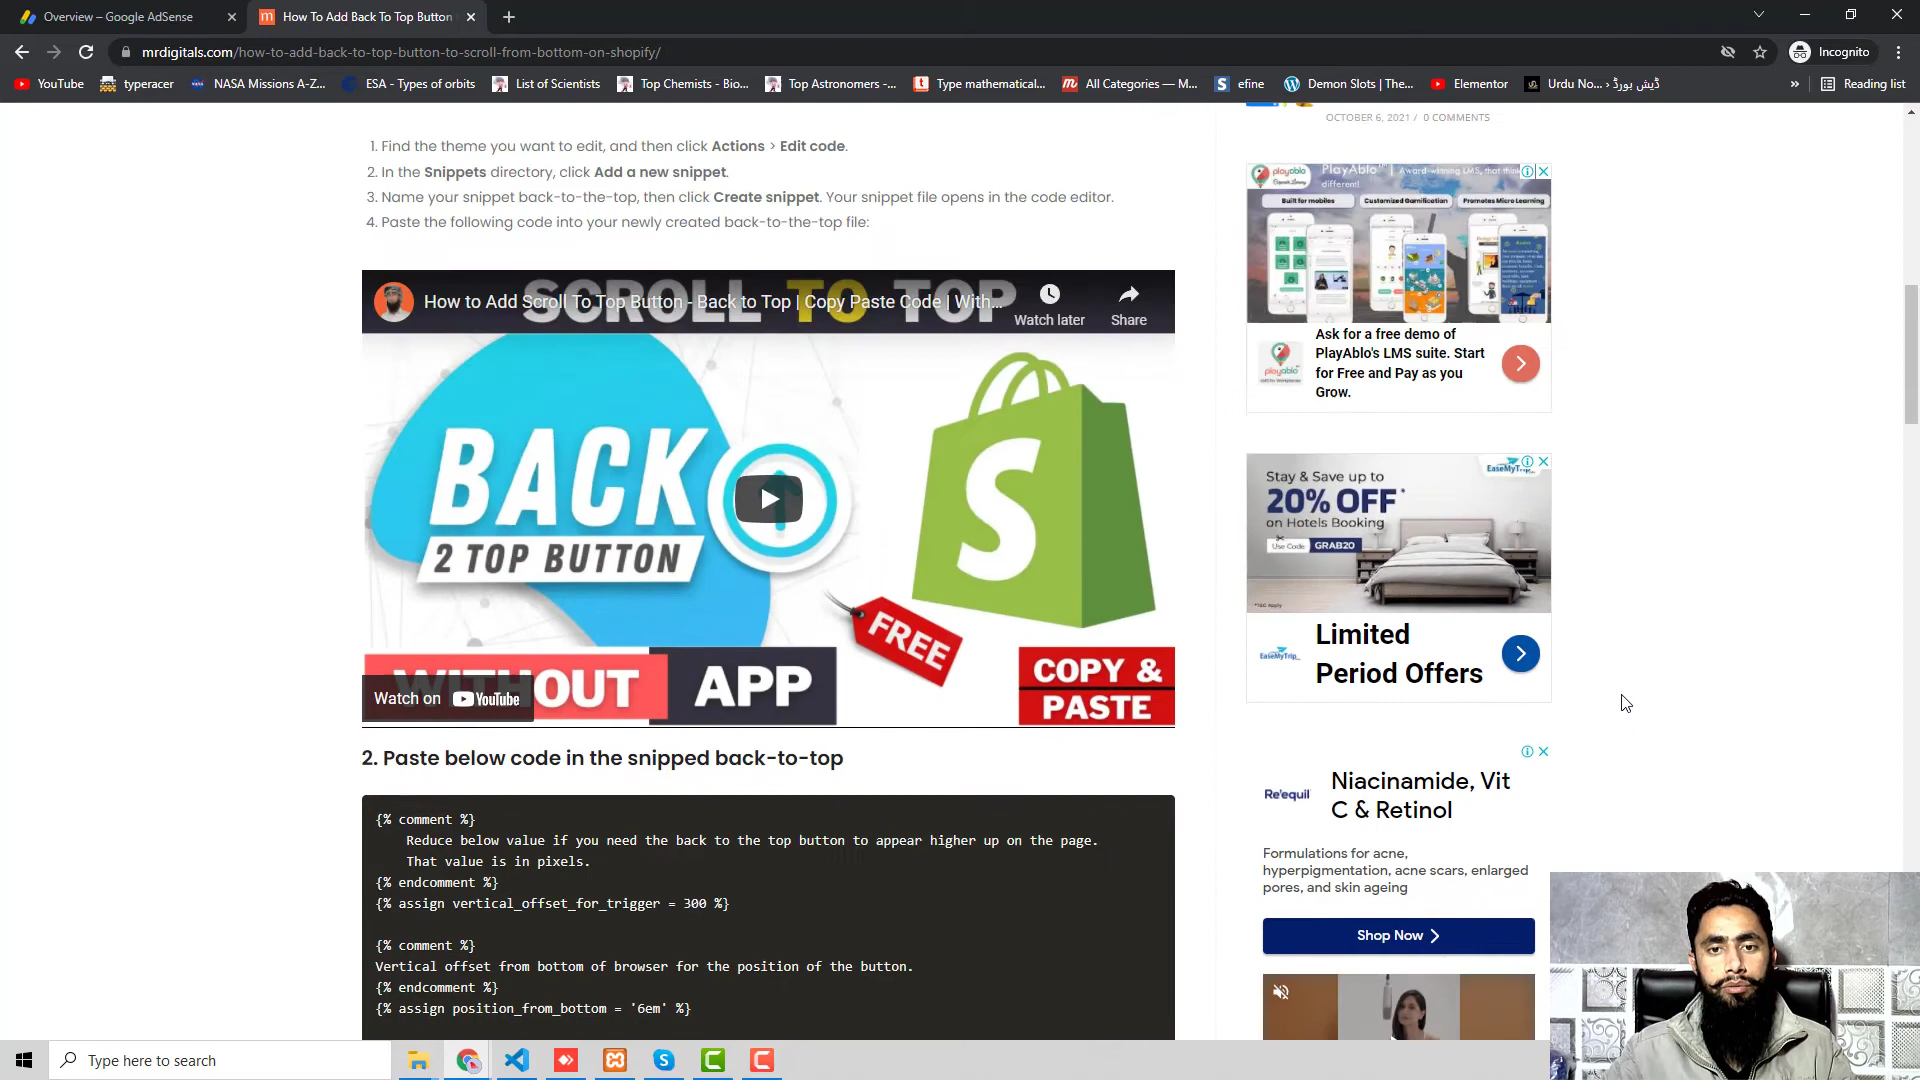 Overview – Google AdSense
How To Add Back To Top Button
mrdigitals.com/how-to-add-back-to-top-button-to-scroll-from-bottom-on-shopify/
Incognito
YouTube
typeracer
NASA Missions A-Z...
ESA - Types of orbits
List of Scientists
Top Chemists - Bio...
Top Astronomers -...
Type mathematical...
All Categories — M...
efine
Demon Slots | The...
Elementor
Urdu No... › ڈیش بورڈ
Reading list
OCTOBER 6, 2021 / 0 COMMENTS
1. Find the theme you want to edit, and then click Actions > Edit code.
2. In the Snippets directory, click Add a new snippet.
3. Name your snippet back-to-the-top, then click Create snippet. Your snippet file opens in the code editor.
4. Paste the following code into your newly created back-to-the-top file:
SCROLL TO TOP
How to Add Scroll To Top Button - Back to Top | Copy Paste Code | With...
Watch later
Share
BACK
2 TOP BUTTON
S
FREE
WITHOUT APP
COPY &
PASTE
Watch on YouTube
2. Paste below code in the snipped back-to-top
{% comment %}
Reduce below value if you need the back to the top button to appear higher up on the page.
That value is in pixels.
{% endcomment %}
{% assign vertical_offset_for_trigger = 300 %}
{% comment %}
Vertical offset from bottom of browser for the position of the button.
{% endcomment %}
{% assign position_from_bottom = '6em' %}
playablo
PlayAblo | Award-winning LMS, that think
different!
Built for mobiles
Customized Gamification
Promotes Micro Learning
Ask for a free demo of
PlayAblo's LMS suite. Start
for Free and Pay as you
Grow.
playablo
EaseMyT...
Stay & Save up to
20% OFF*
on Hotels Booking
Use Code GRAB20
*T&C Apply
EaseMyTrip
Limited
Period Offers
Re'equil
Niacinamide, Vit
C & Retinol
Formulations for acne,
hyperpigmentation, acne scars, enlarged
pores, and skin ageing
Shop Now
Type here to search